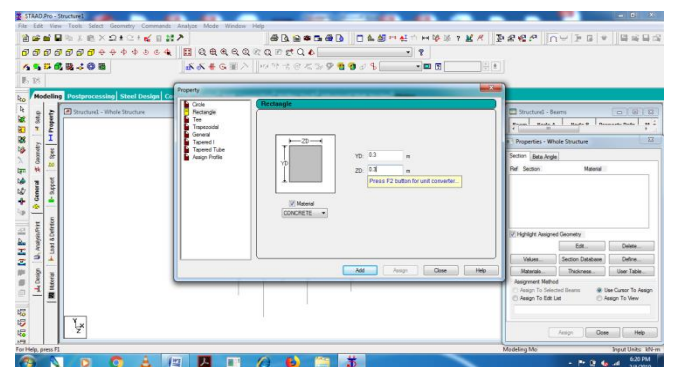 STAAD.Pro - Structure1
File Edit View Tools Select Geometry Commands Analyze Mode Window Help
Modeling Postprocessing Steel Design
Structure1 - Whole Structure
Setup
Property
Geometry
Spec
General
Support
Analysis/Print
Load & Definition
Design
Material
Property
Circle
Rectangle
Tee
Trapezoidal
General
Tapered I
Tapered Tube
Assign Profile
Rectangle
ZD
YD
YD: 0.3 m
ZD: 0.3 m
Press F2 button for unit converter...
Material
CONCRETE
Add Assign Close Help
Structure1 - Beams
Properties - Whole Structure
Section Beta Angle
Ref Section Material
Highlight Assigned Geometry
Edit... Delete...
Values... Section Database Define...
Materials... Thickness... User Table...
Assignment Method
Assign To Selected Beams Use Cursor To Assign
Assign To Edit List Assign To View
Assign Close Help
Y
X
Z
For Help, press F1
Modeling Mo
Input Units: kN-m
6:20 PM